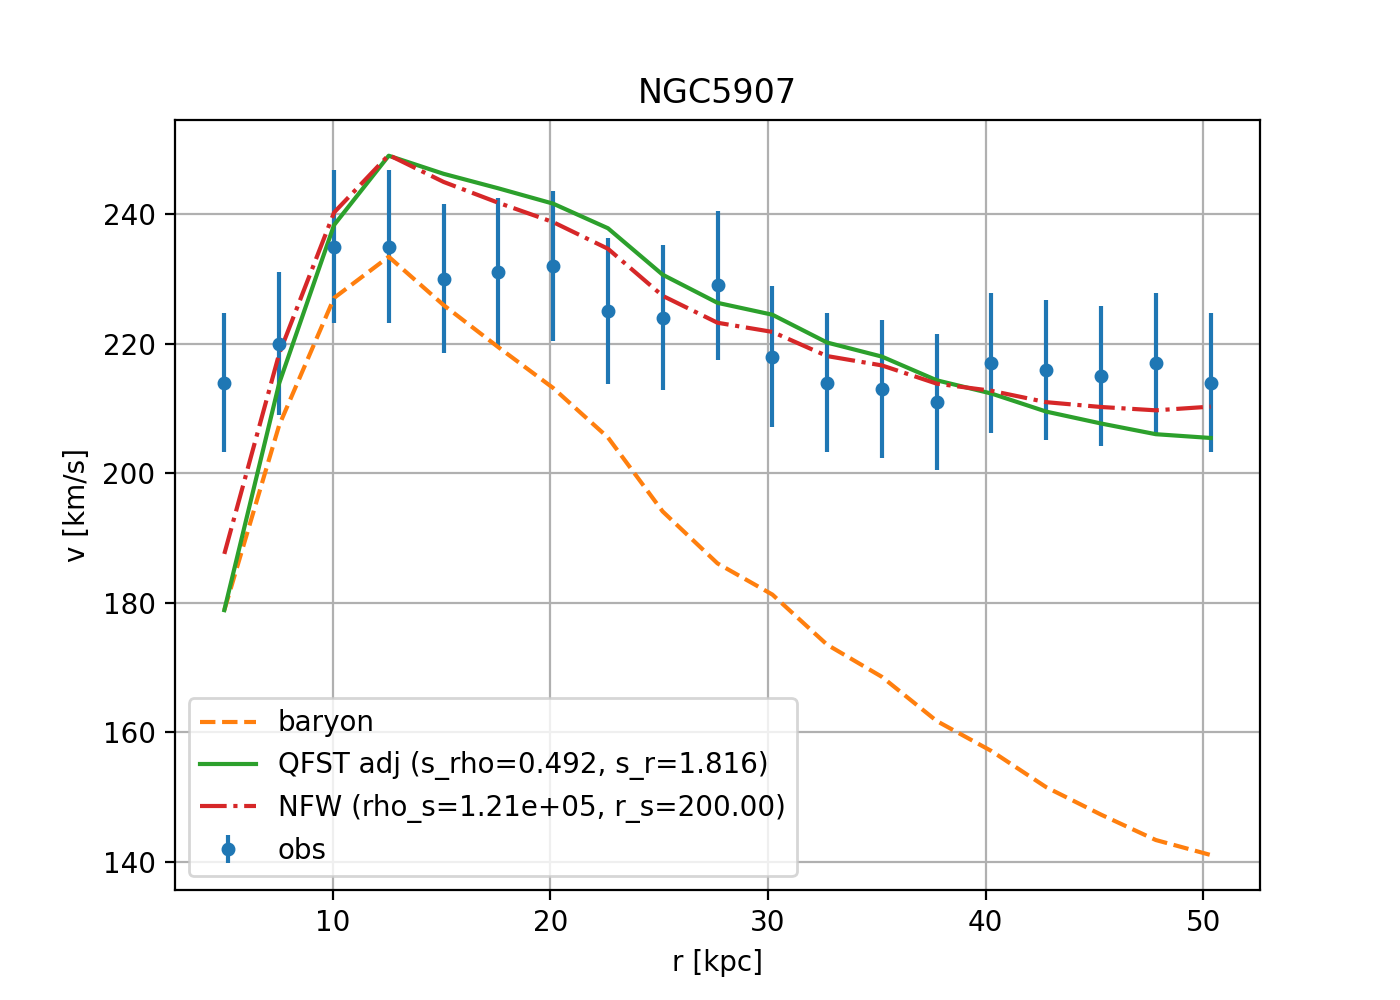 NGC5907
v [km/s]
240
220
200
180
160
140
baryon
QFST adj (s_rho=0.492, s_r=1.816)
NFW (rho_s=1.21e+05, r_s=200.00)
obs
10 20 30 40 50
r [kpc]